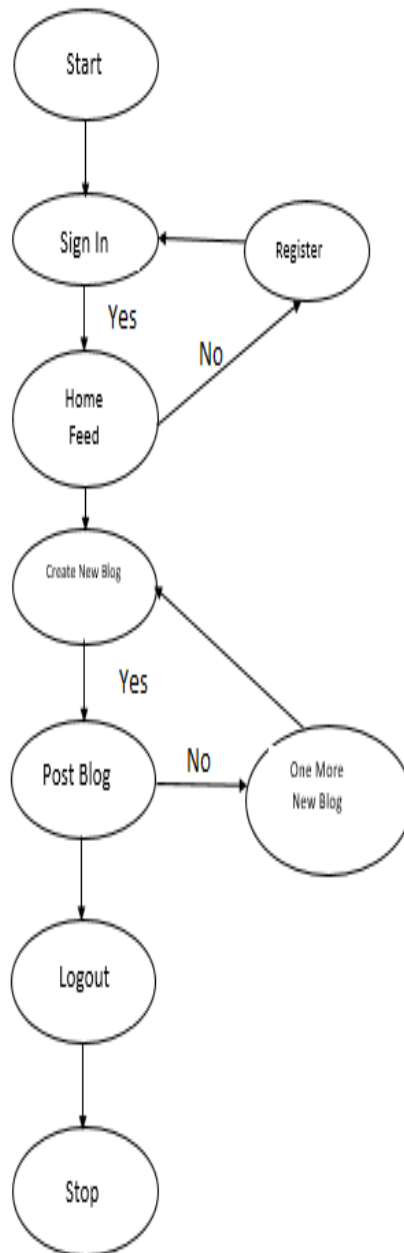 Start
Sign In
Register
Yes
No
Home
Feed
Create New Blog
Yes
Post Blog
No
One More
New Blog
Logout
Stop